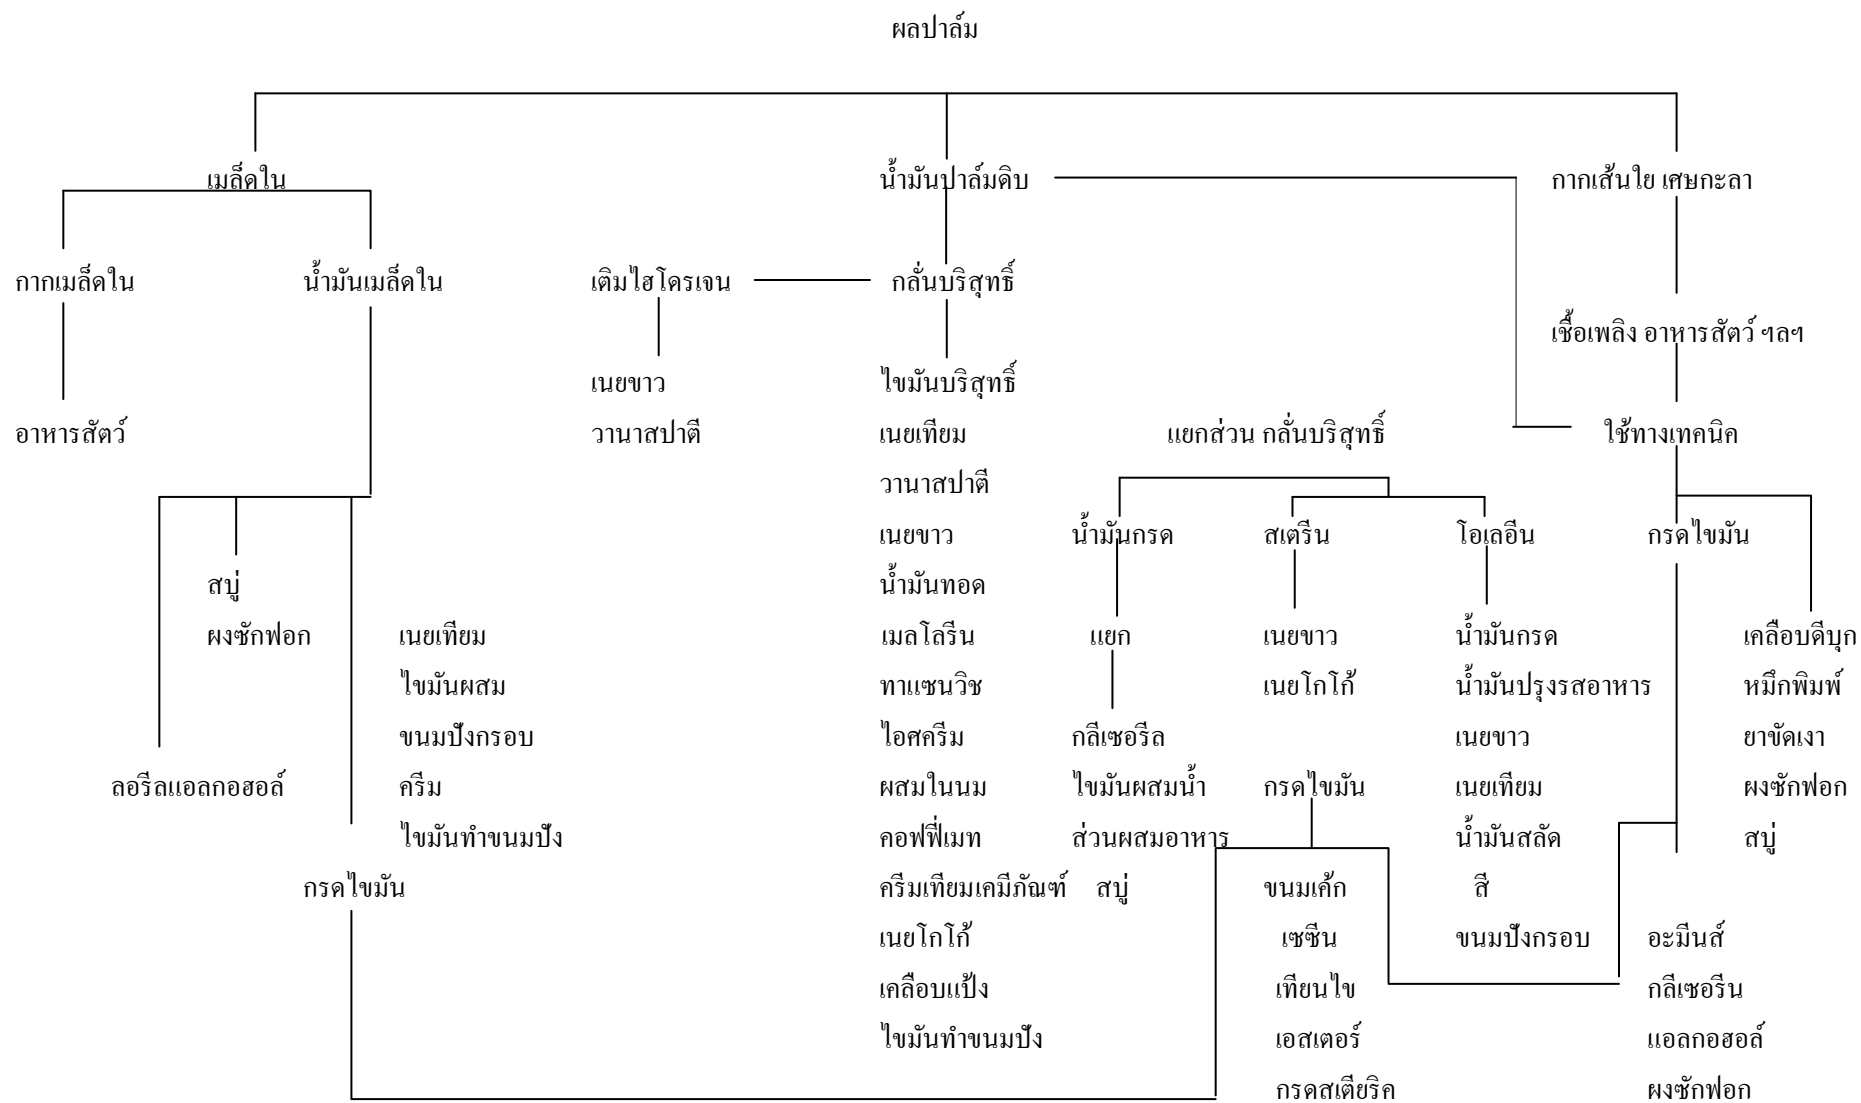 ผลปาล์ม
เมล็ดใน น้ำมันปาล์มดิบ กากเส้นใย เศษกะลา
กากเมล็ดใน น้ำมันเมล็ดใน เติมไฮโดรเจน กลั่นบริสุทธิ์
เชื้อเพลิง อาหารสัตว์ ฯลฯ
เนยขาว ไขมันบริสุทธิ์
อาหารสัตว์ วานาสปาตี เนยเทียม แยกส่วน กลั่นบริสุทธิ์ ใช้ทางเทคนิค
วานาสปาตี
เนยขาว น้ำมันกรด สเตรีน โอเลอีน กรดไขมัน
สบู่ น้ำมันทอด
ผงซักฟอก เนยเทียม เมลโลรีน แยก เนยขาว น้ำมันกรด เคลือบดีบุก
ไขมันผสม ทาแซนวิช เนยโกโก้ น้ำมันปรุงรสอาหาร หมึกพิมพ์
ขนมปังกรอบ ไอศครีม กลีเซอรีล เนยขาว ยาขัดเงา
ลอรีลแอลกอฮอล์ ครีม ผสมในนม ไขมันผสมน้ำ กรดไขมัน เนยเทียม ผงซักฟอก
ไขมันทำขนมปัง คอฟฟี่เมท ส่วนผสมอาหาร น้ำมันสลัด สบู่
กรดไขมัน ครีมเทียมเคมีภัณฑ์ สบู่ ขนมเค้ก สี
เนยโกโก้ เซซีน ขนมปังกรอบ อะมีนส์
เคลือบแป้ง เทียนไข กลีเซอรีน
ไขมันทำขนมปัง เอสเตอร์ แอลกอฮอล์
กรดสเตียริค ผงซักฟอก